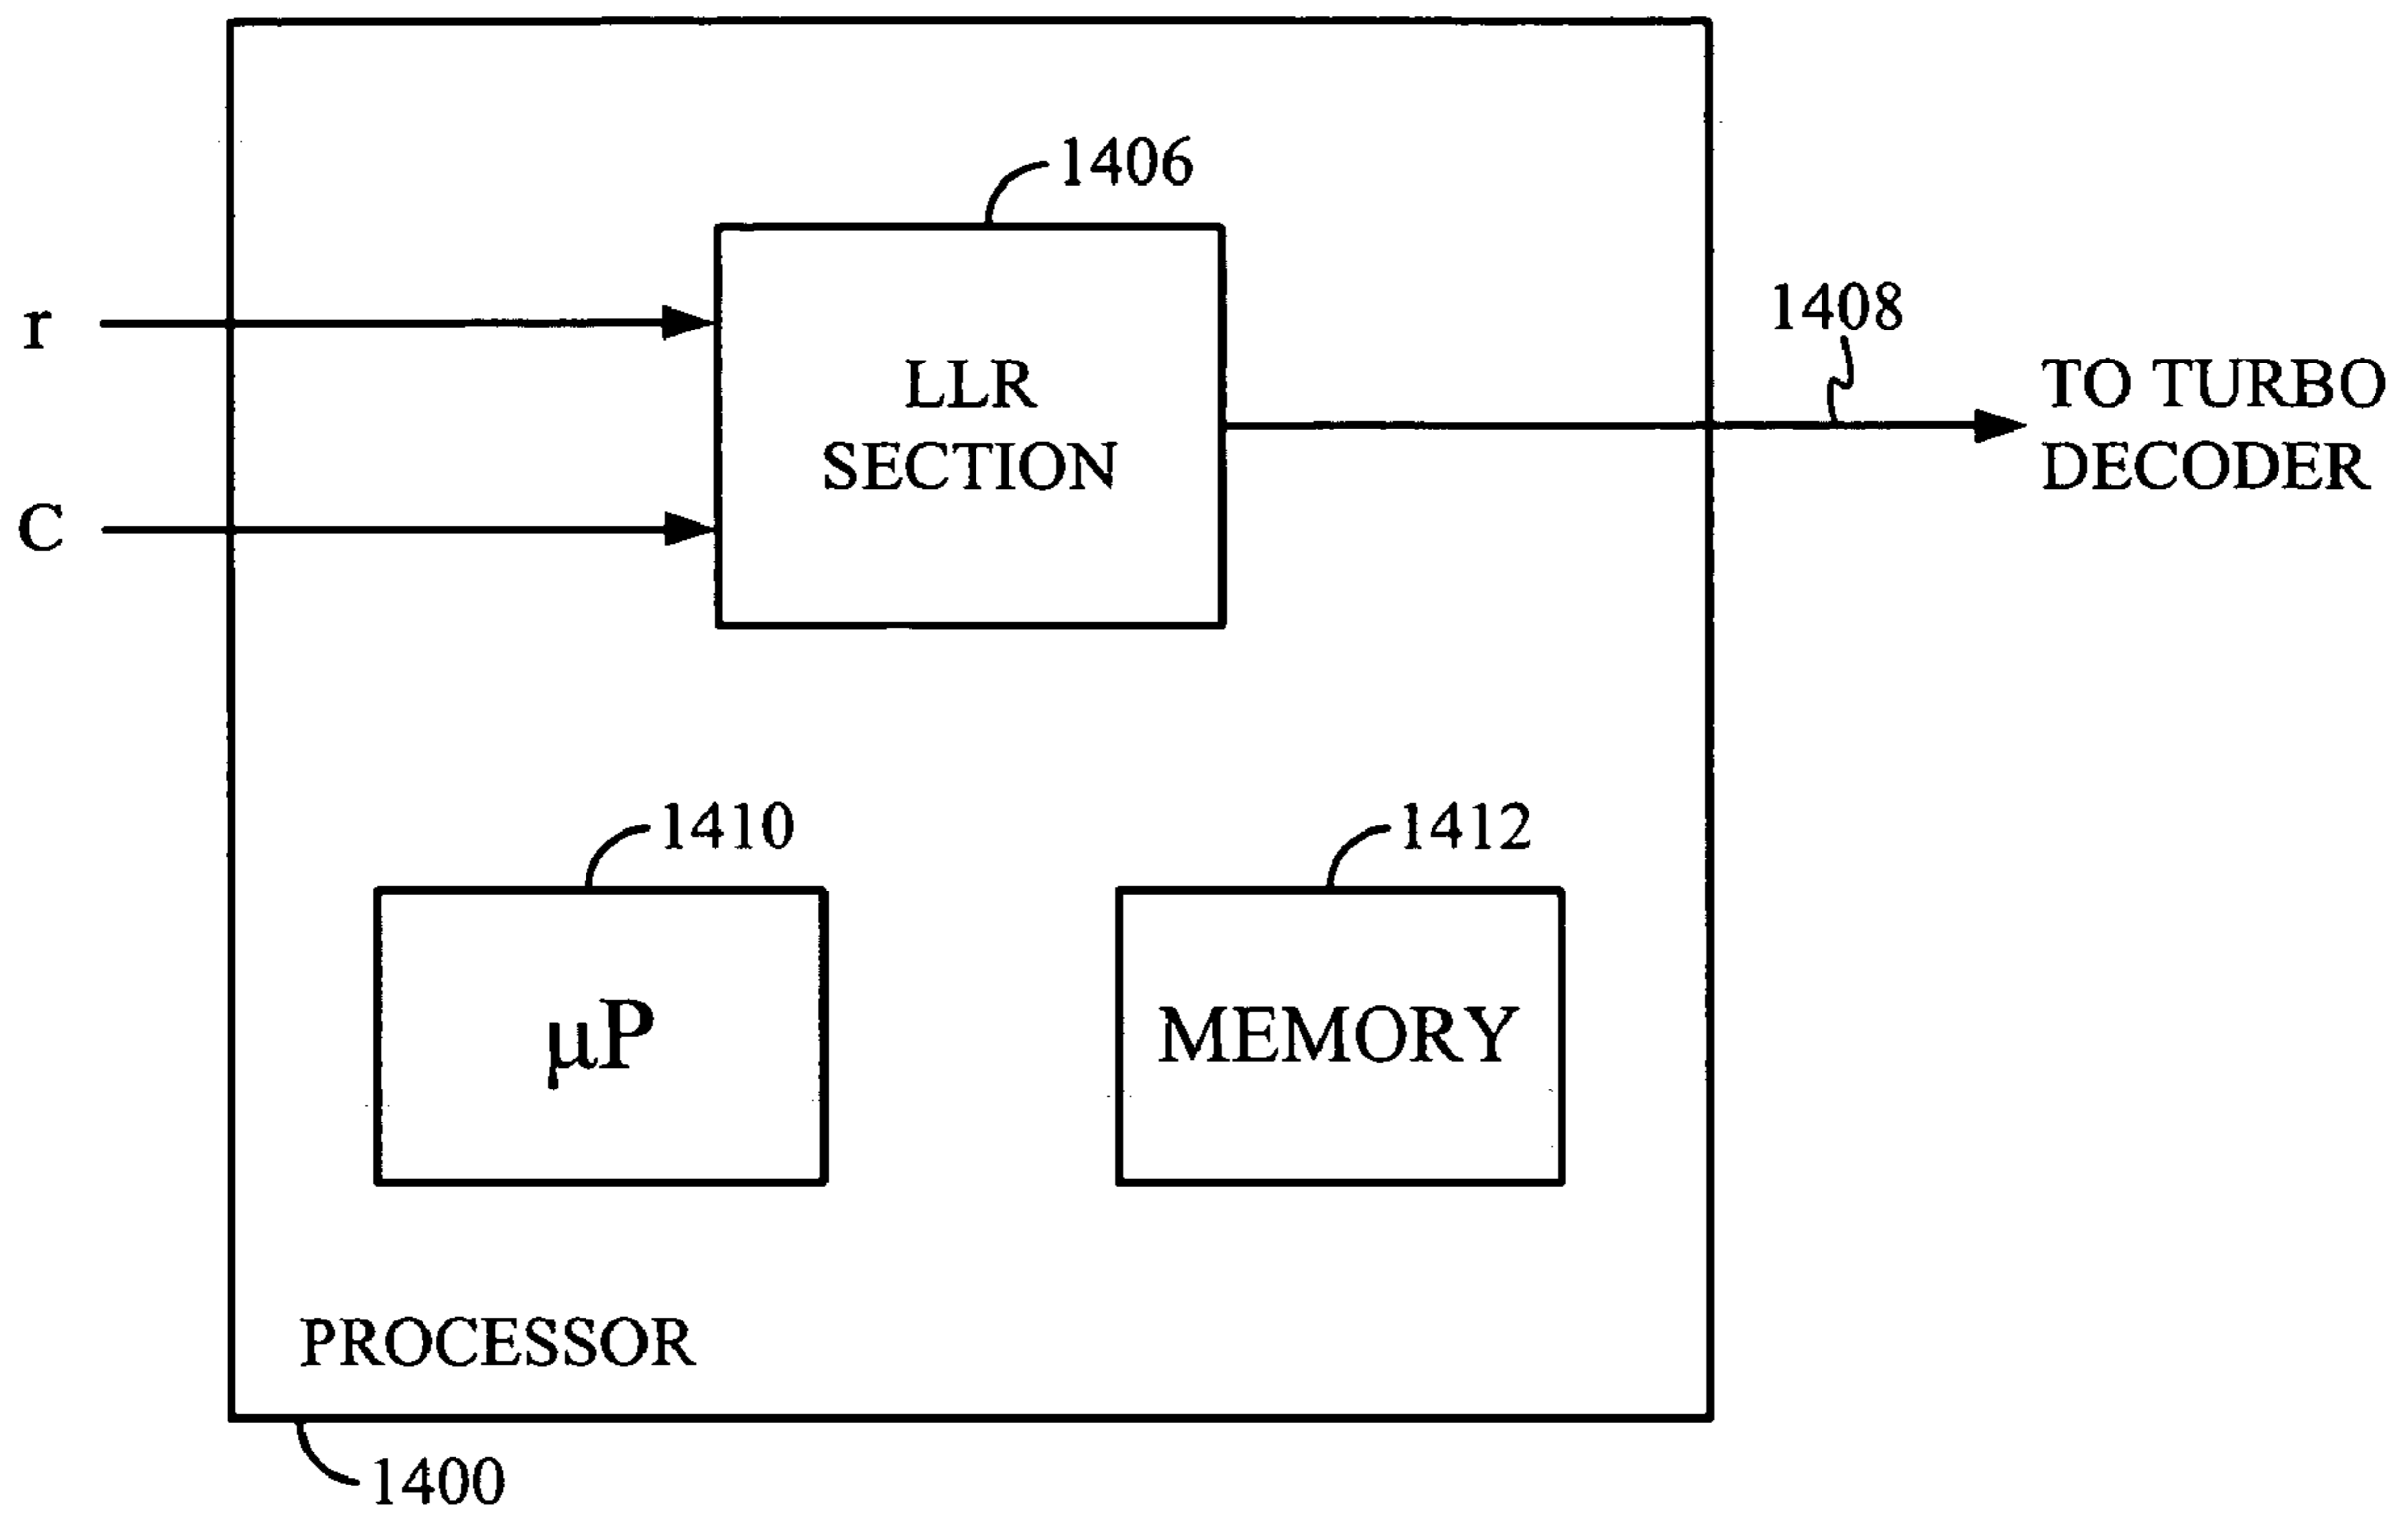 1406
r
LLR
SECTION
C
1408
TO TURBO
DECODER
1410
µP
1412
MEMORY
PROCESSOR
1400